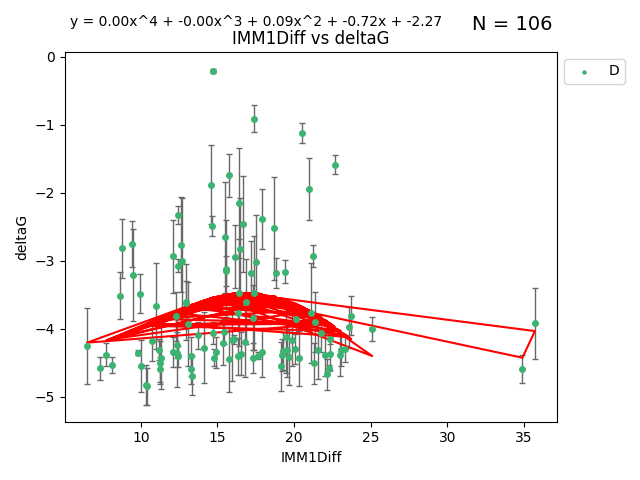 y = 0.00x^4 + -0.00x^3 + 0.09x^2 + -0.72x + -2.27
N = 106
IMM1Diff vs deltaG
D
0
−1
−2
−3
−4
−5
deltaG
10 15 20 25 30 35
IMM1Diff